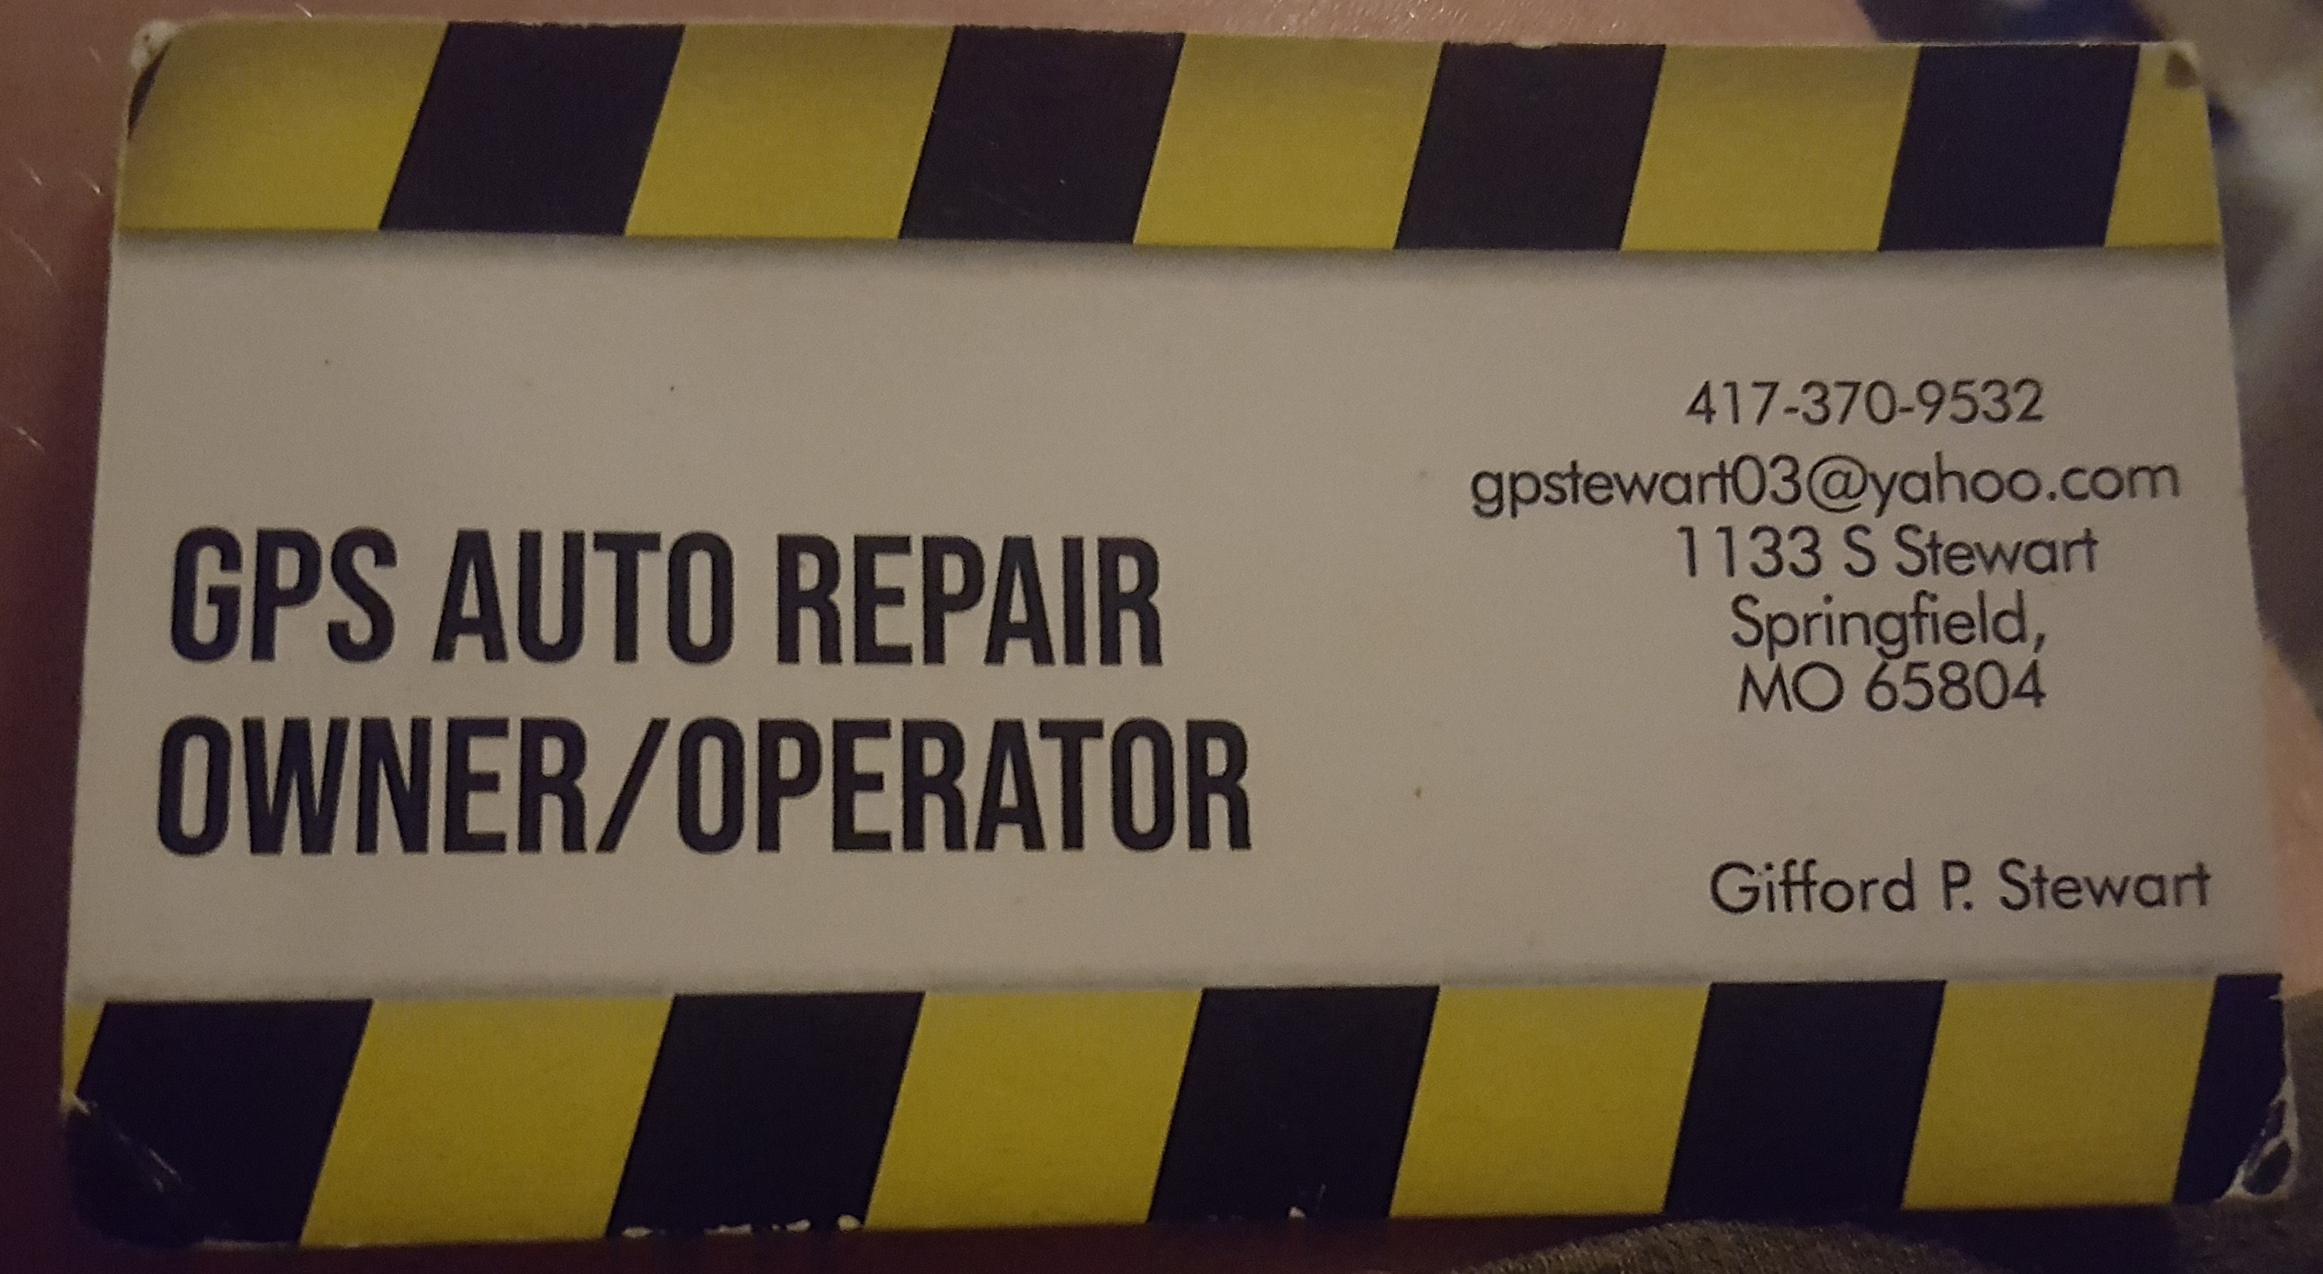 GPS AUTO REPAIR
OWNER/OPERATOR
417-370-9532
gpstewart03@yahoo.com
1133 S Stewart
Springfield,
MO 65804
Gifford P. Stewart